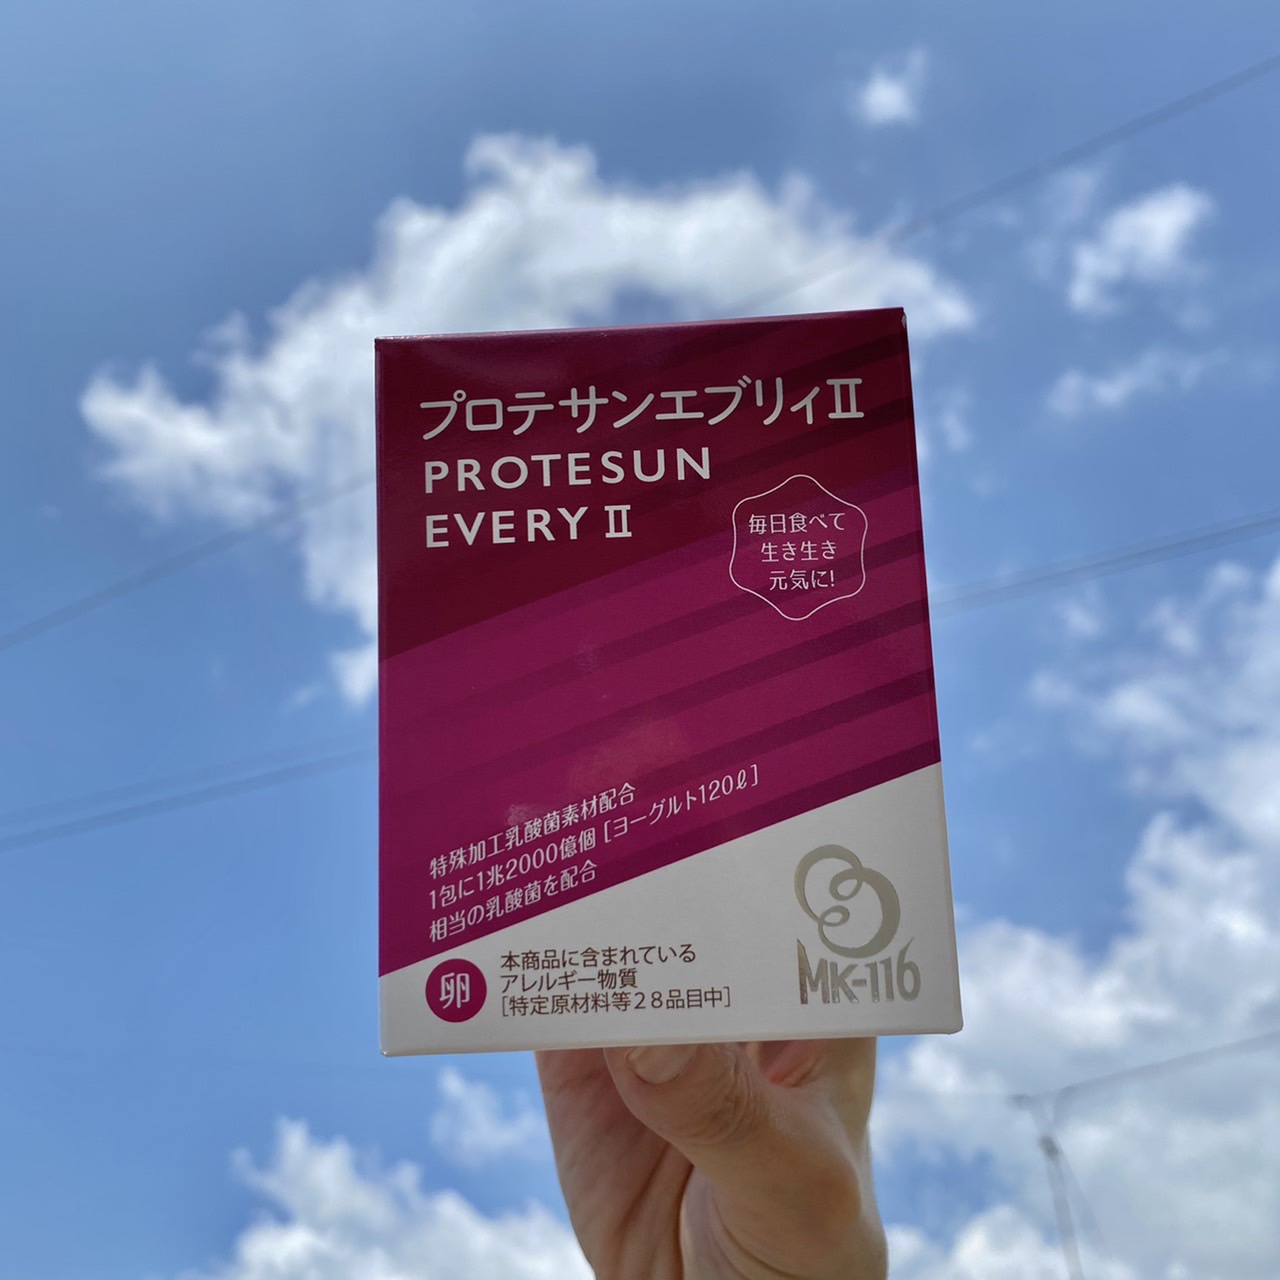 プロテサンエブリィⅡ
PROTESUN
EVERY Ⅱ
毎日食べて
生き生き
元気に!
特殊加工乳酸菌素材配合
1包に1兆2000億個[ヨーグルト120ℓ]
相当の乳酸菌を配合
卵
本商品に含まれている
アレルギー物質
[特定原材料等28品目中]
MK-116